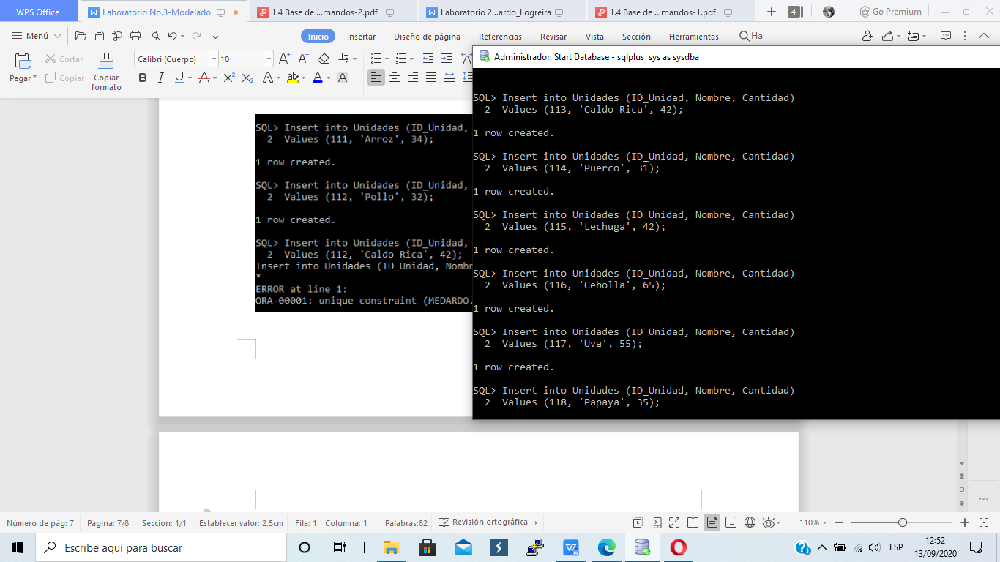 WPS Office
Laboratorio No.3-Modelado
1.4 Base de ...mandos-2.pdf
Laboratorio 2...ardo_Logreira
1.4 Base de ...mandos-1.pdf
4
Go Premium
Menú
Inicio
Insertar
Diseño de página
Referencias
Revisar
Vista
Sección
Herramientas
Ha
Pegar
Cortar
Copiar
Copiar
formato
Calibri (Cuerpo)
10
Administrador: Start Database - sqlplus sys as sysdba
SQL> Insert into Unidades (ID_Unidad,
2 Values (111, 'Arroz', 34);
1 row created.
SQL> Insert into Unidades (ID_Unidad,
2 Values (112, 'Pollo', 32);
1 row created.
SQL> Insert into Unidades (ID_Unidad,
2 Values (112, 'Caldo Rica', 42);
Insert into Unidades (ID_Unidad, Nombr
*
ERROR at line 1:
ORA-00001: unique constraint (MEDARDO.
SQL> Insert into Unidades (ID_Unidad, Nombre, Cantidad)
2 Values (113, 'Caldo Rica', 42);
1 row created.
SQL> Insert into Unidades (ID_Unidad, Nombre, Cantidad)
2 Values (114, 'Puerco', 31);
1 row created.
SQL> Insert into Unidades (ID_Unidad, Nombre, Cantidad)
2 Values (115, 'Lechuga', 42);
1 row created.
SQL> Insert into Unidades (ID_Unidad, Nombre, Cantidad)
2 Values (116, 'Cebolla', 65);
1 row created.
SQL> Insert into Unidades (ID_Unidad, Nombre, Cantidad)
2 Values (117, 'Uva', 55);
1 row created.
SQL> Insert into Unidades (ID_Unidad, Nombre, Cantidad)
2 Values (118, 'Papaya', 35);
Número de pág: 7
Página: 7/8
Sección: 1/1
Establecer valor: 2.5cm
Fila: 1
Columna: 1
Palabras:82
Revisión ortográfica
110%
Escribe aquí para buscar
ESP
12:52
13/09/2020